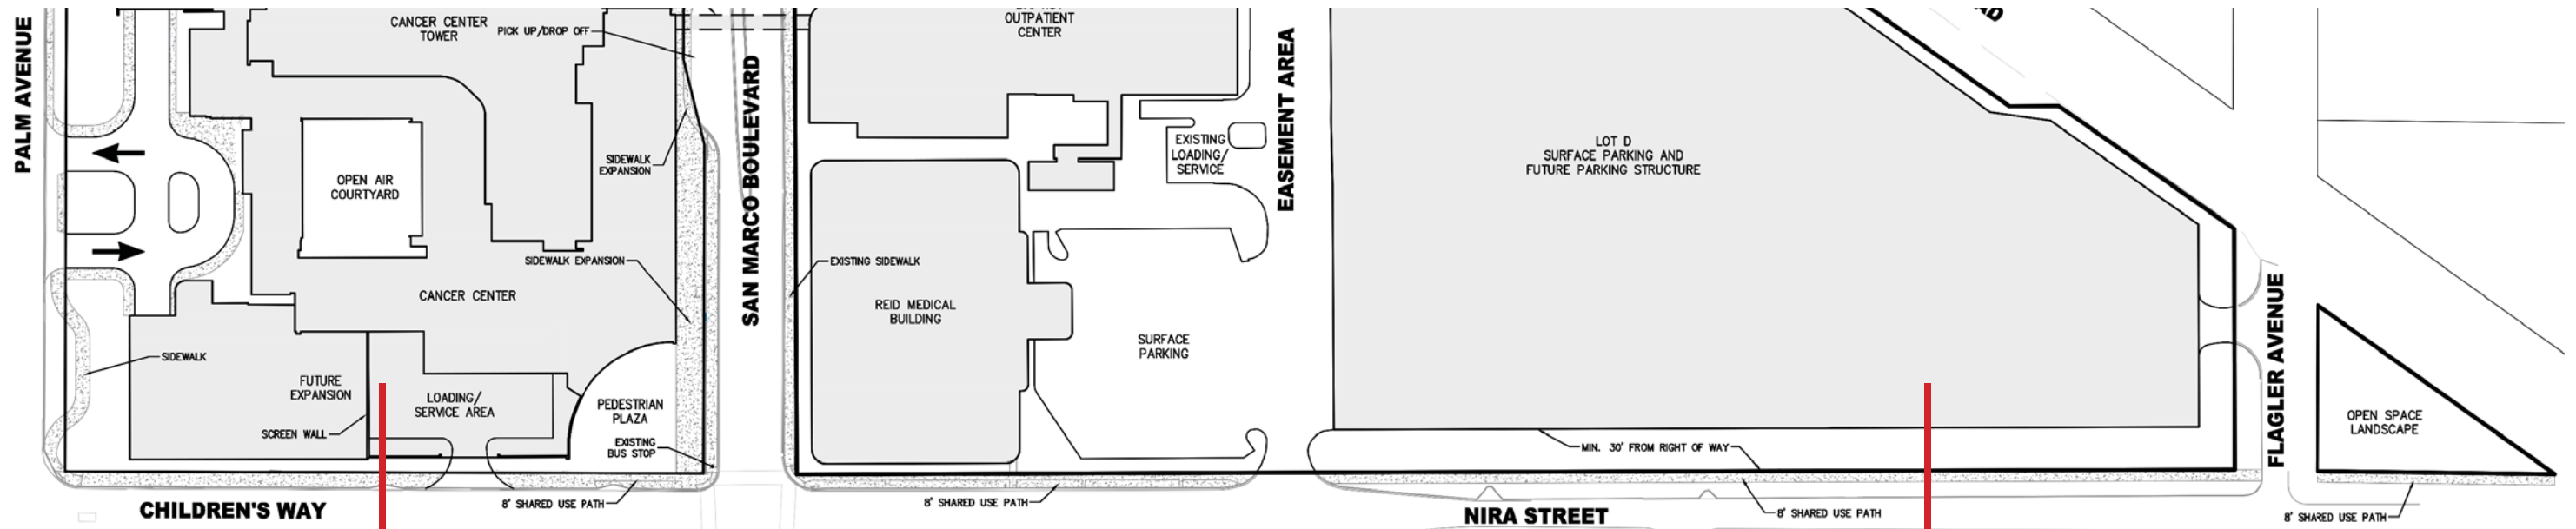 PALM AVENUE
CANCER CENTER
TOWER
PICK UP/DROP OFF
OPEN AIR
COURTYARD
SIDEWALK
EXPANSION
SIDEWALK EXPANSION
CANCER CENTER
SIDEWALK
FUTURE
EXPANSION
SCREEN WALL
LOADING/
SERVICE AREA
PEDESTRIAN
PLAZA
EXISTING
BUS STOP
CHILDREN'S WAY
8' SHARED USE PATH
SAN MARCO BOULEVARD
OUTPATIENT
CENTER
EXISTING
LOADING/
SERVICE
EXISTING SIDEWALK
REID MEDICAL
BUILDING
SURFACE
PARKING
8' SHARED USE PATH
EASEMENT AREA
LOT D
SURFACE PARKING AND
FUTURE PARKING STRUCTURE
MIN. 30' FROM RIGHT OF WAY
NIRA STREET
8' SHARED USE PATH
FLAGLER AVENUE
OPEN SPACE
LANDSCAPE
8' SHARED USE PATH